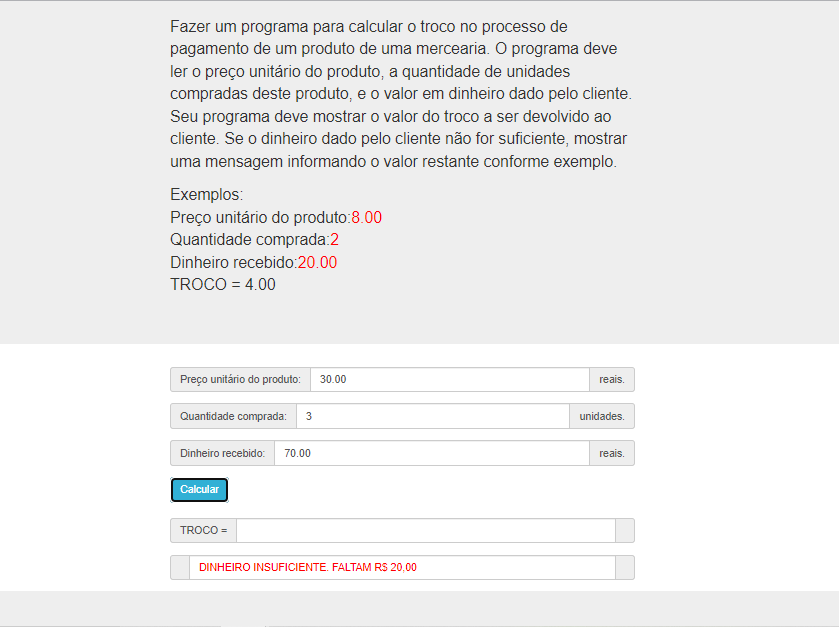 Fazer um programa para calcular o troco no processo de
pagamento de um produto de uma mercearia. O programa deve
ler o preço unitário do produto, a quantidade de unidades
compradas deste produto, e o valor em dinheiro dado pelo cliente.
Seu programa deve mostrar o valor do troco a ser devolvido ao
cliente. Se o dinheiro dado pelo cliente não for suficiente, mostrar
uma mensagem informando o valor restante conforme exemplo.
Exemplos:
Preço unitário do produto:8.00
Quantidade comprada:2
Dinheiro recebido:20.00
TROCO = 4.00
Preço unitário do produto: 30.00 reais.
Quantidade comprada: 3 unidades.
Dinheiro recebido: 70.00 reais.
Calcular
TROCO =
DINHEIRO INSUFICIENTE. FALTAM R$ 20,00